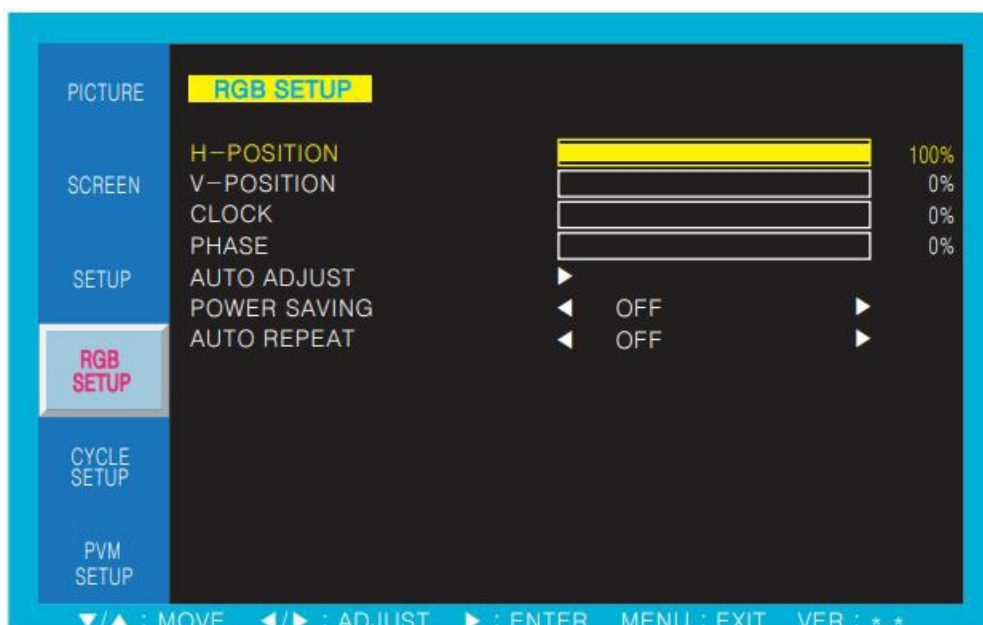 PICTURE
SCREEN
SETUP
RGB
SETUP
CYCLE
SETUP
PVM
SETUP
RGB SETUP
H-POSITION 100%
V-POSITION 0%
CLOCK 0%
PHASE 0%
AUTO ADJUST ▶
POWER SAVING ◀ OFF ▶
AUTO REPEAT ◀ OFF ▶
▼/▲ : MOVE ◀/▶ : ADJUST ▶ : ENTER MENU : EXIT VER : * *